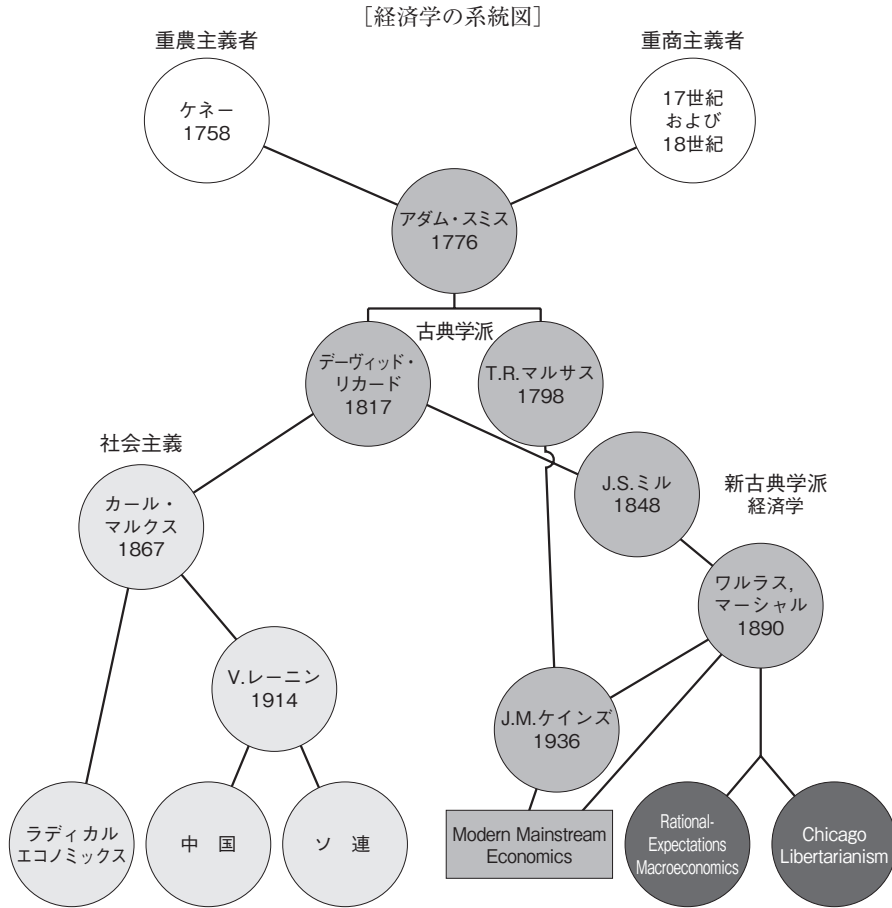 ［経済学の系統図］
重農主義者
重商主義者
ケネー
1758
17世紀
および
18世紀
アダム・スミス
1776
古典学派
デーヴィッド・
リカード
1817
T.R.マルサス
1798
社会主義
カール・
マルクス
1867
J.S.ミル
1848
新古典学派
経済学
ワルラス，
マーシャル
1890
V.レーニン
1914
J.M.ケインズ
1936
ラディカル
エコノミックス
中　国
ソ　連
Modern Mainstream
Economics
Rational-
Expectations
Macroeconomics
Chicago
Libertarianism